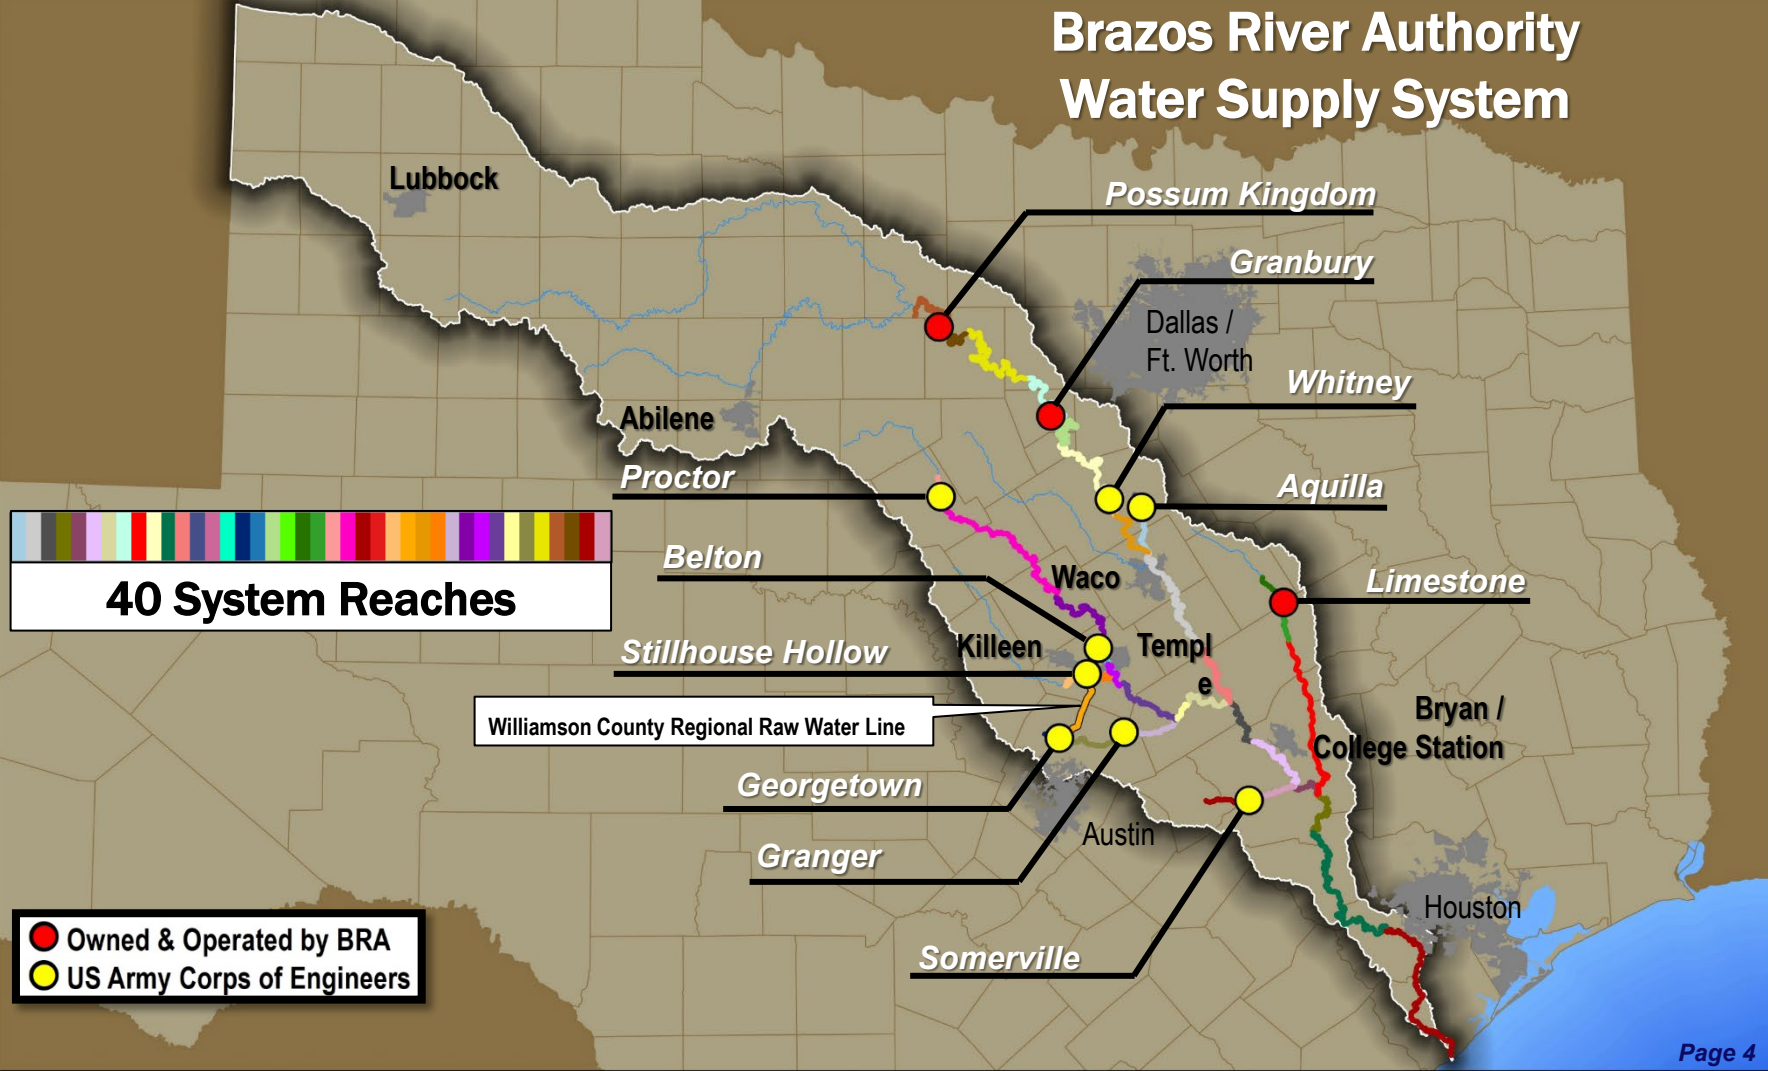 Brazos River Authority
Water Supply System
Lubbock
Possum Kingdom
Granbury
Dallas /
Ft. Worth
Whitney
Abilene
Proctor
Aquilla
40 System Reaches
Belton
Waco
Limestone
Stillhouse Hollow
Killeen
Templ
e
Williamson County Regional Raw Water Line
Bryan /
College Station
Georgetown
Austin
Granger
Houston
Somerville
Owned & Operated by BRA
US Army Corps of Engineers
Page 4